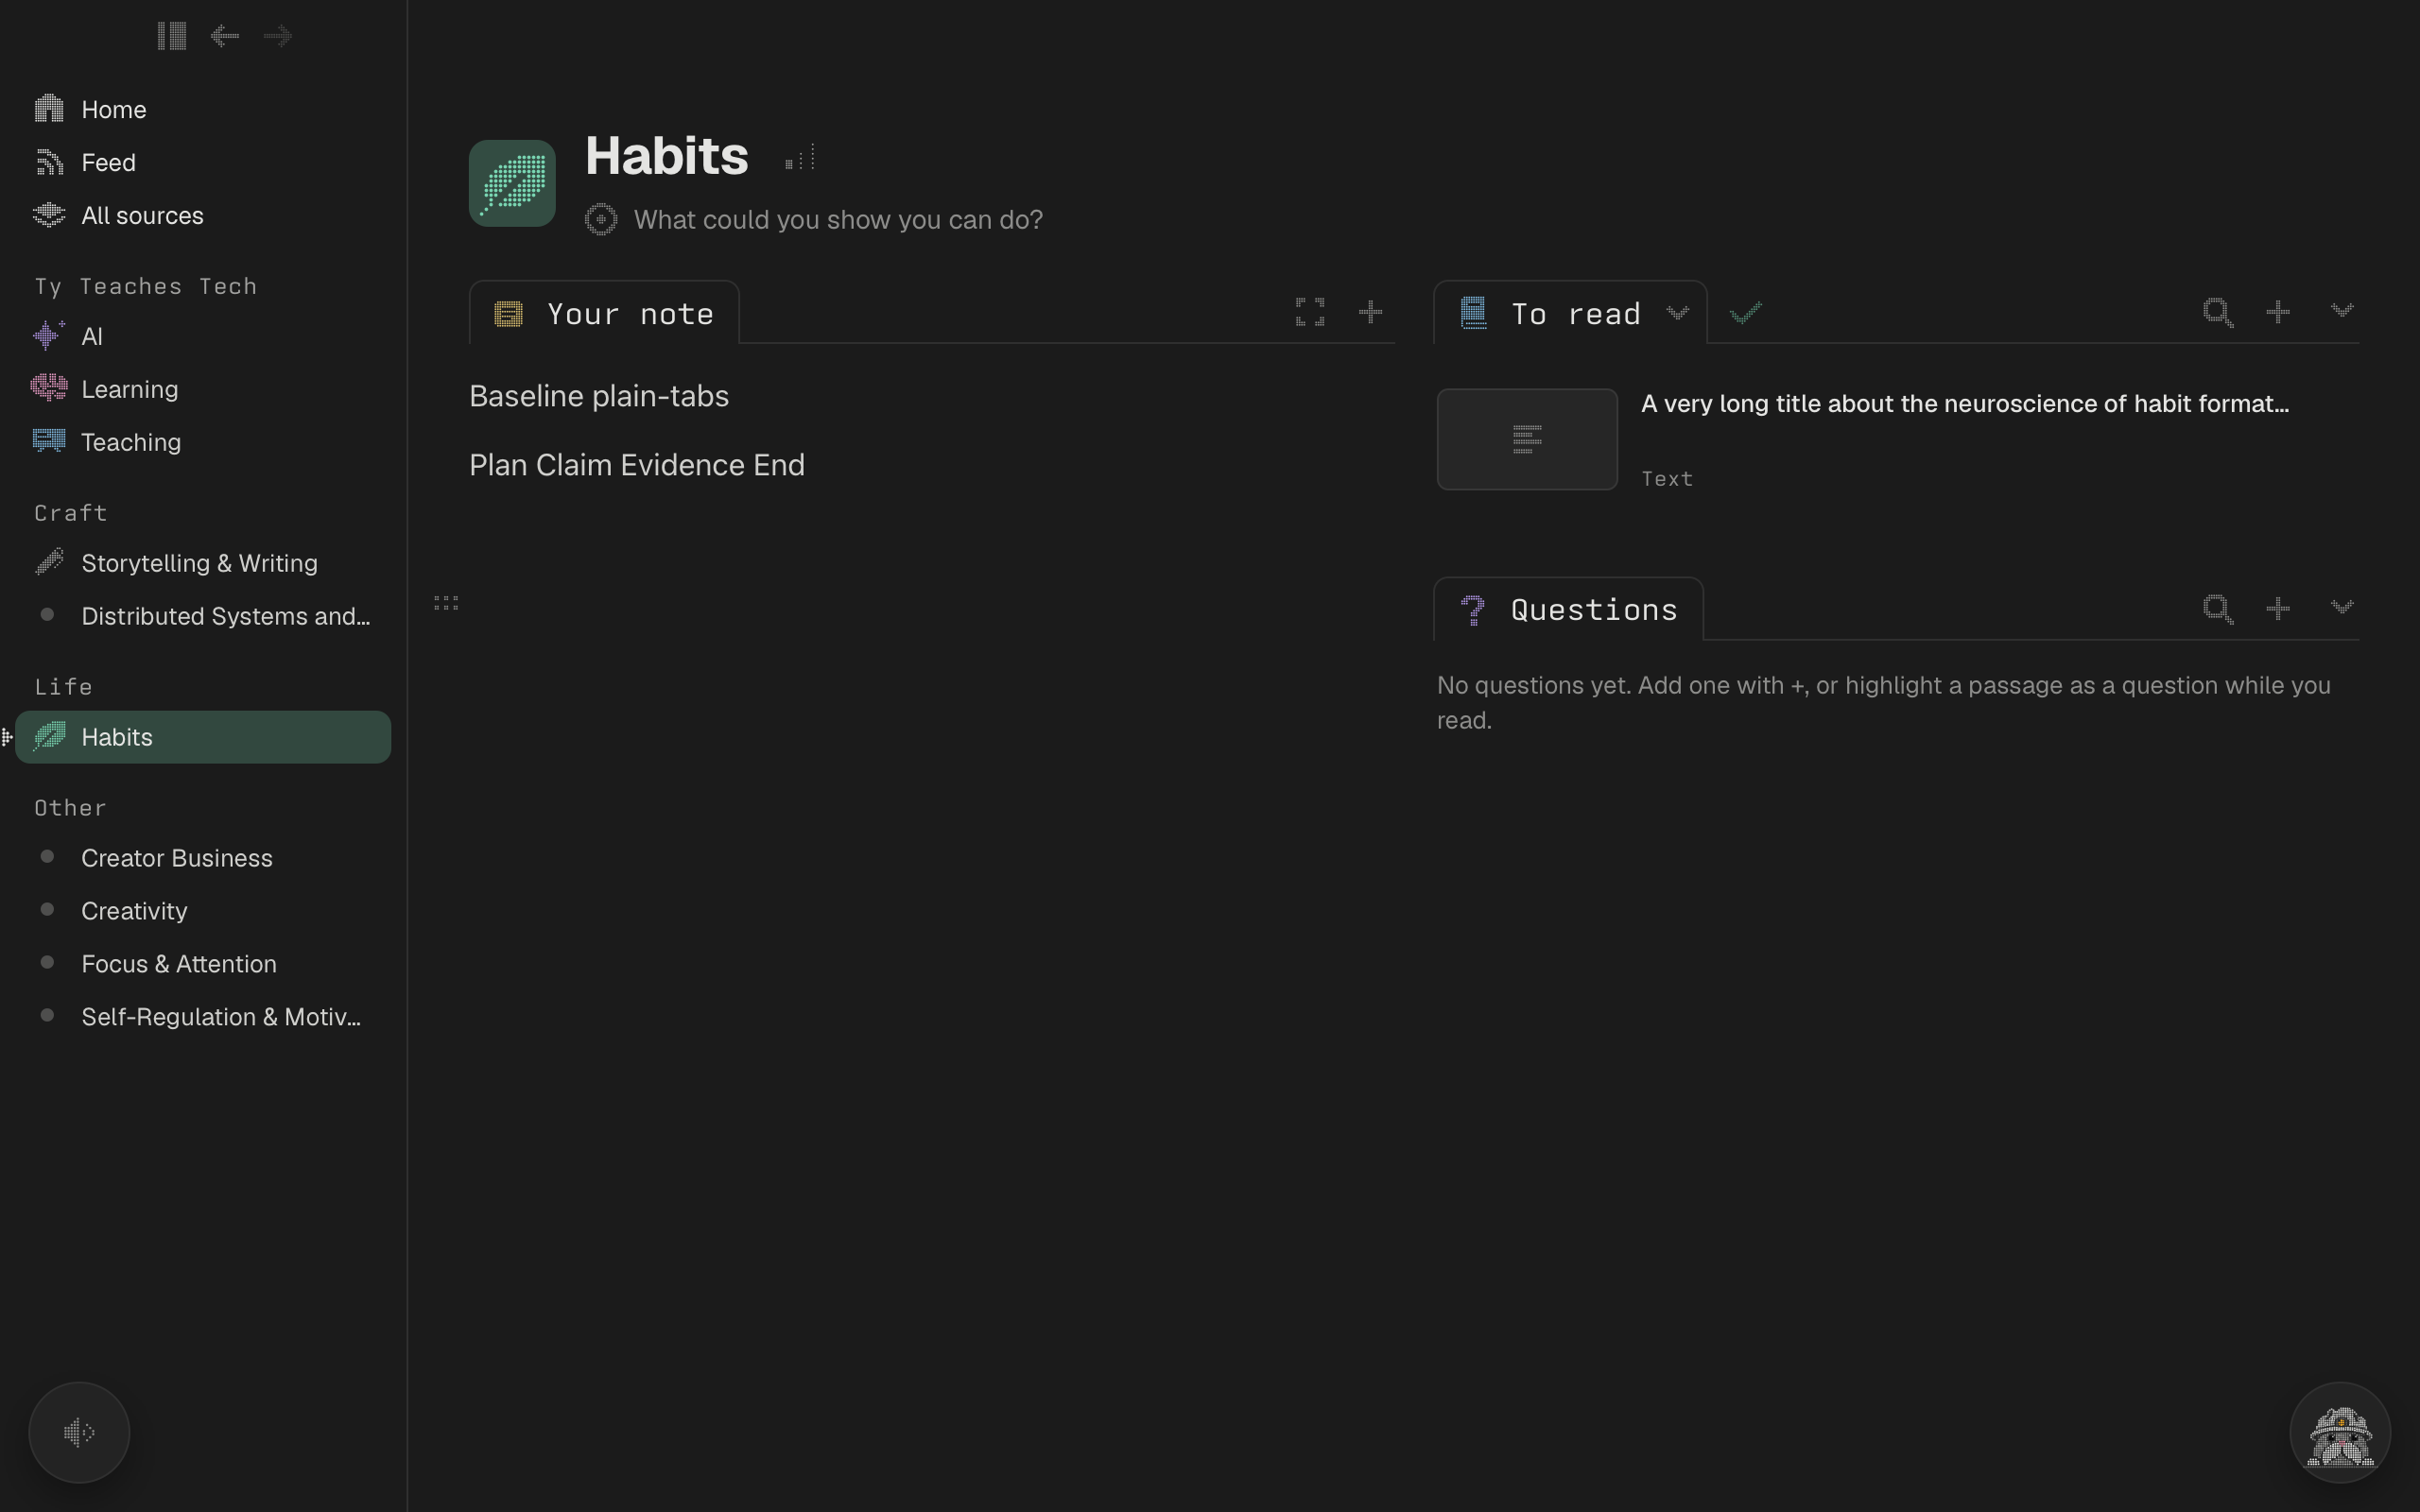 Home
Feed
All sources
Ty Teaches Tech
AI
Learning
Teaching
Craft
Storytelling & Writing
Distributed Systems and...
Life
Habits
Other
Creator Business
Creativity
Focus & Attention
Self-Regulation & Motiv...
Habits
What could you show you can do?
Your note
Baseline plain-tabs
Plan Claim Evidence End
To read
A very long title about the neuroscience of habit format...
Text
Questions
No questions yet. Add one with +, or highlight a passage as a question while you
read.